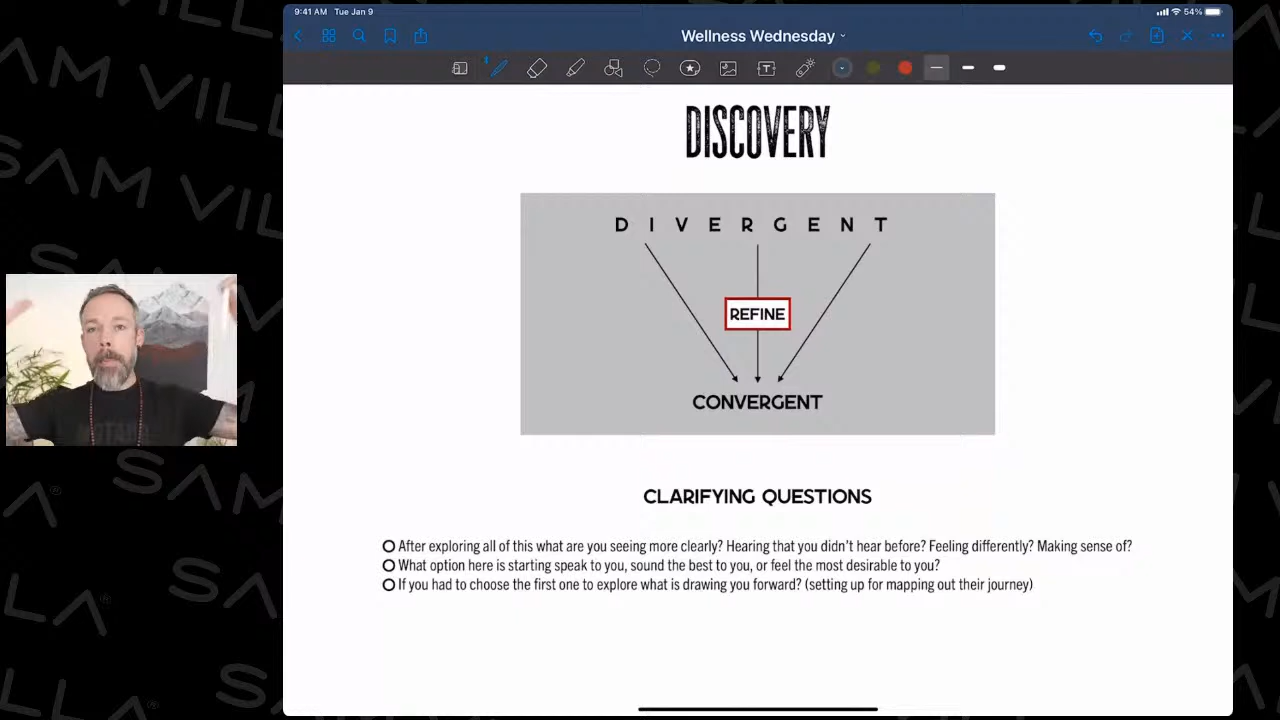 9:41 AM Tue Jan 9
54%
Wellness Wednesday
DISCOVERY
DIVERGENT
REFINE
CONVERGENT
CLARIFYING QUESTIONS
After exploring all of this what are you seeing more clearly? Hearing that you didn't hear before? Feeling differently? Making sense of?
What option here is starting speak to you, sound the best to you, or feel the most desirable to you?
If you had to choose the first one to explore what is drawing you forward? (setting up for mapping out their journey)
SAM VILLA